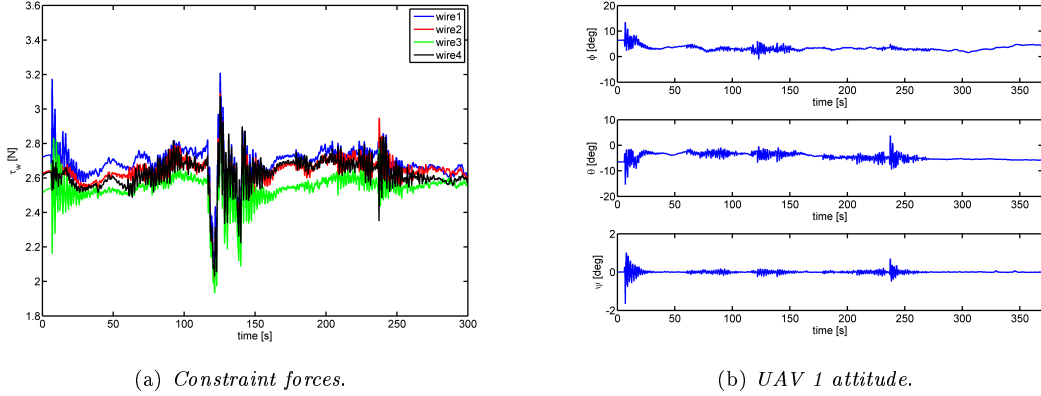 3.6
3.4
3.2
3
2.8
2.6
2.4
2.2
2
1.8
τw [N]
wire1
wire2
wire3
wire4
0 50 100 150 200 250 300
time [s]
20
10
0
-10
ϕ [deg]
0 50 100 150 200 250 300 350
time [s]
10
0
-10
-20
θ [deg]
0 50 100 150 200 250 300 350
time [s]
2
0
-2
ψ [deg]
0 50 100 150 200 250 300 350
time [s]
(a) Constraint forces.
(b) UAV 1 attitude.